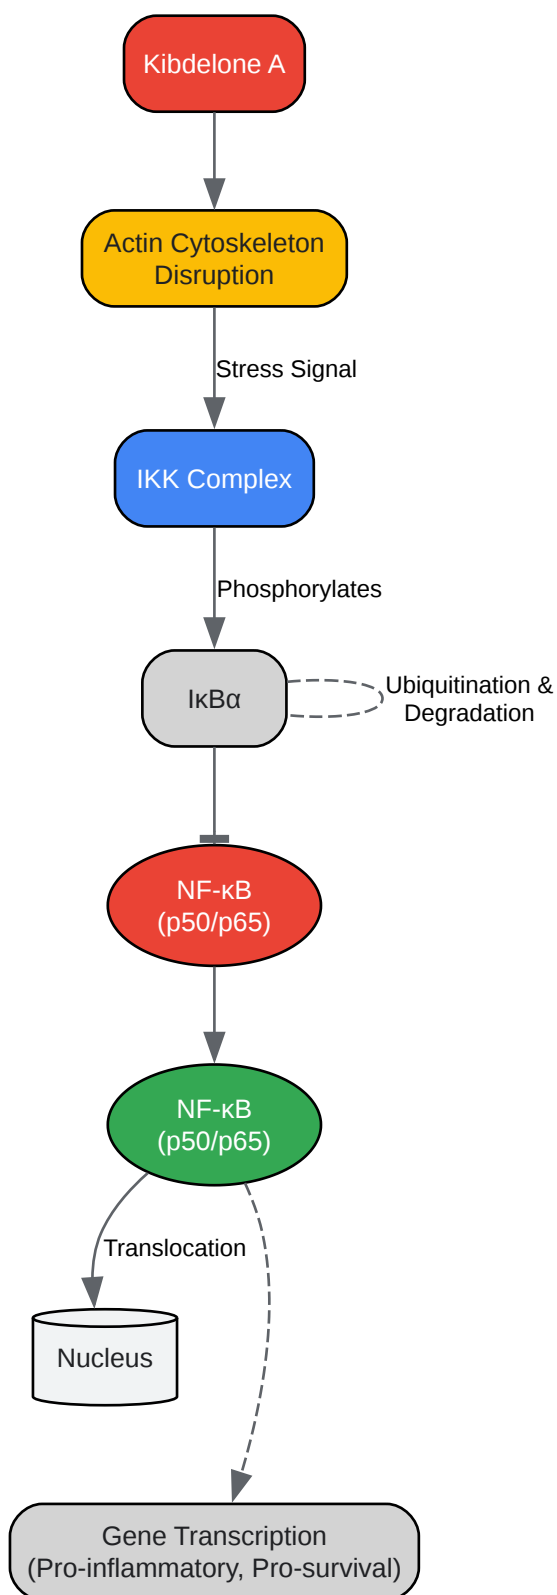 Kibdelone A
Actin Cytoskeleton
Disruption
Stress Signal
IKK Complex
Phosphorylates
IκBα
Ubiquitination &
Degradation
NF-κB
(p50/p65)
NF-κB
(p50/p65)
Translocation
Nucleus
Gene Transcription
(Pro-inflammatory, Pro-survival)